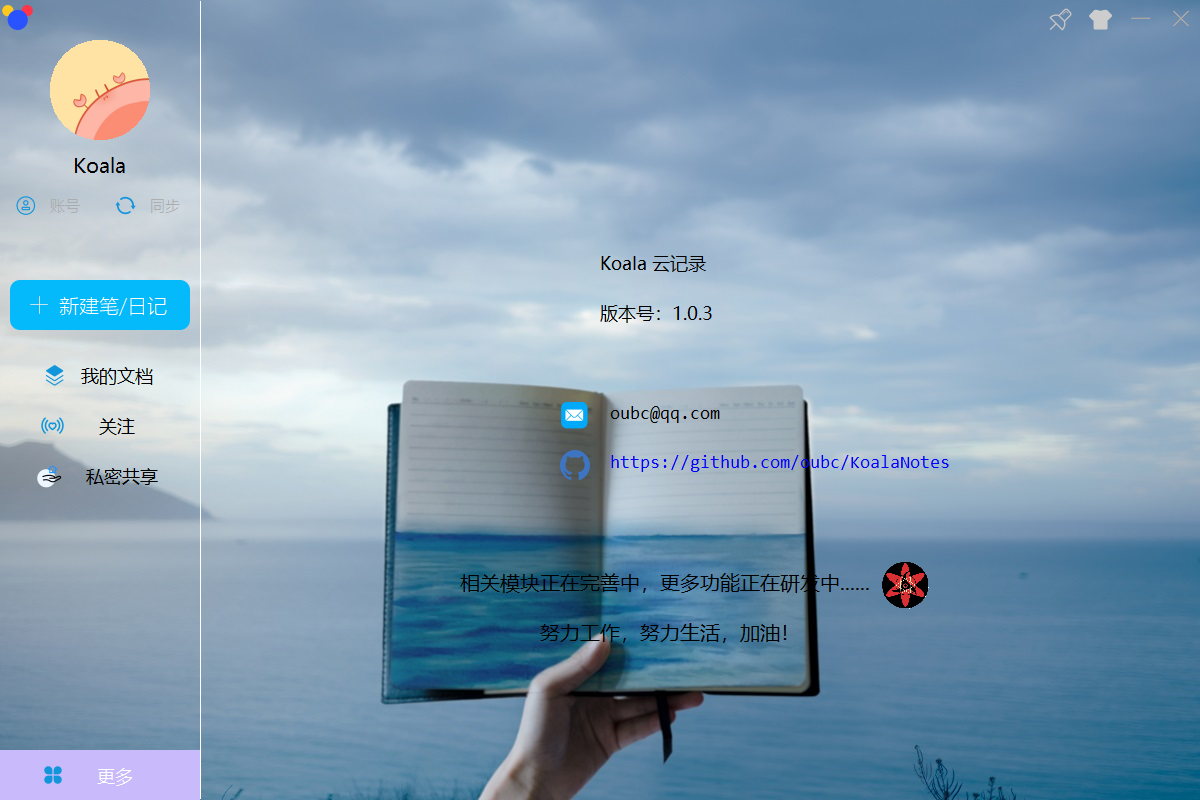 Koala
账号 同步
新建笔/日记
我的文档
关注
私密共享
更多
Koala 云记录
版本号：1.0.3
oubc@qq.com
https://github.com/oubc/KoalaNotes
相关模块正在完善中，更多功能正在研发中......
努力工作，努力生活，加油！